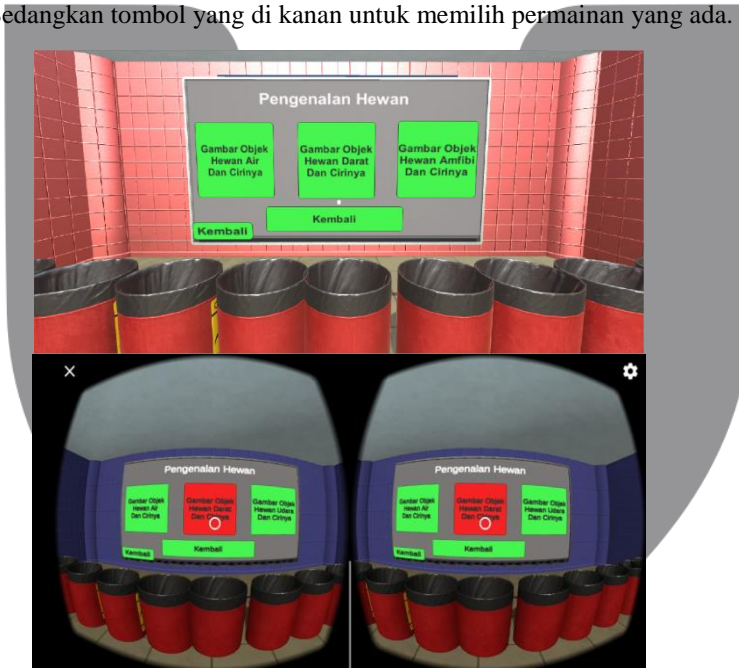 sedangkan tombol yang di kanan untuk memilih permainan yang ada.
Pengenalan Hewan
Gambar Objek
Hewan Air
Dan Cirinya
Gambar Objek
Hewan Darat
Dan Cirinya
Gambar Objek
Hewan Amfibi
Dan Cirinya
Kembali
Kembali
Pengenalan Hewan
Gambar Objek
Hewan Air
Dan Cirinya
Gambar Objek
Hewan Darat
Dan Cirinya
Gambar Objek
Hewan Udara
Dan Cirinya
Kembali
Kembali
Pengenalan Hewan
Gambar Objek
Hewan Air
Dan Cirinya
Gambar Objek
Hewan Darat
Dan Cirinya
Gambar Objek
Hewan Udara
Dan Cirinya
Kembali
Kembali